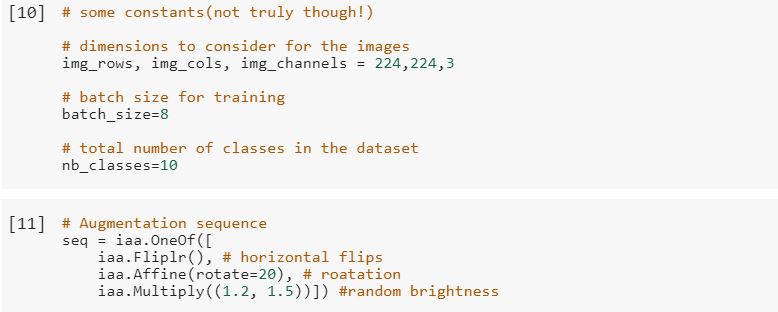 [10] # some constants(not truly though!)
# dimensions to consider for the images
img_rows, img_cols, img_channels = 224,224,3
# batch size for training
batch_size=8
# total number of classes in the dataset
nb_classes=10
[11] # Augmentation sequence
seq = iaa.OneOf([
iaa.Fliplr(), # horizontal flips
iaa.Affine(rotate=20), # roatation
iaa.Multiply((1.2, 1.5))]) #random brightness